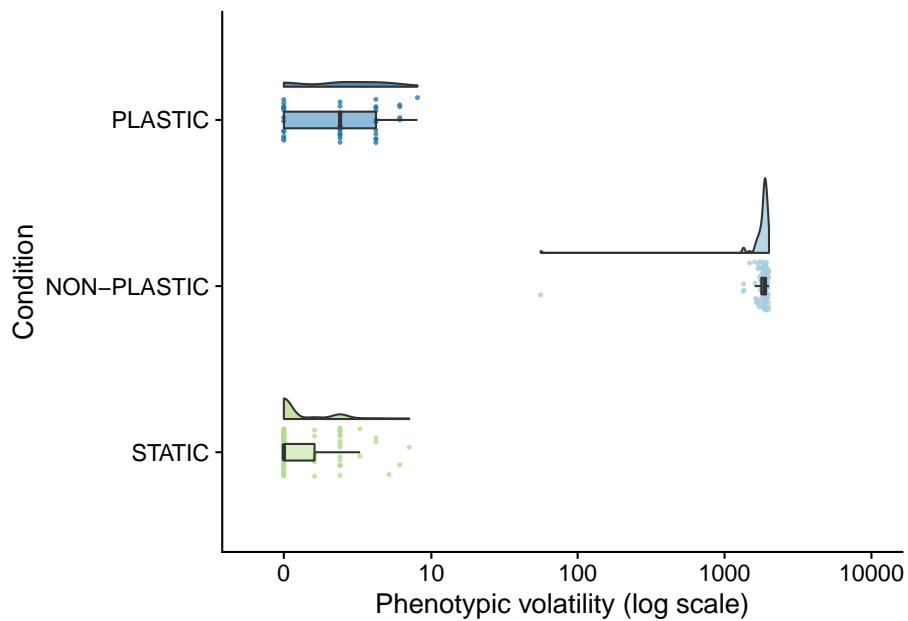 PLASTIC
NON−PLASTIC
STATIC
Condition
0 10 100 1000 10000
Phenotypic volatility (log scale)